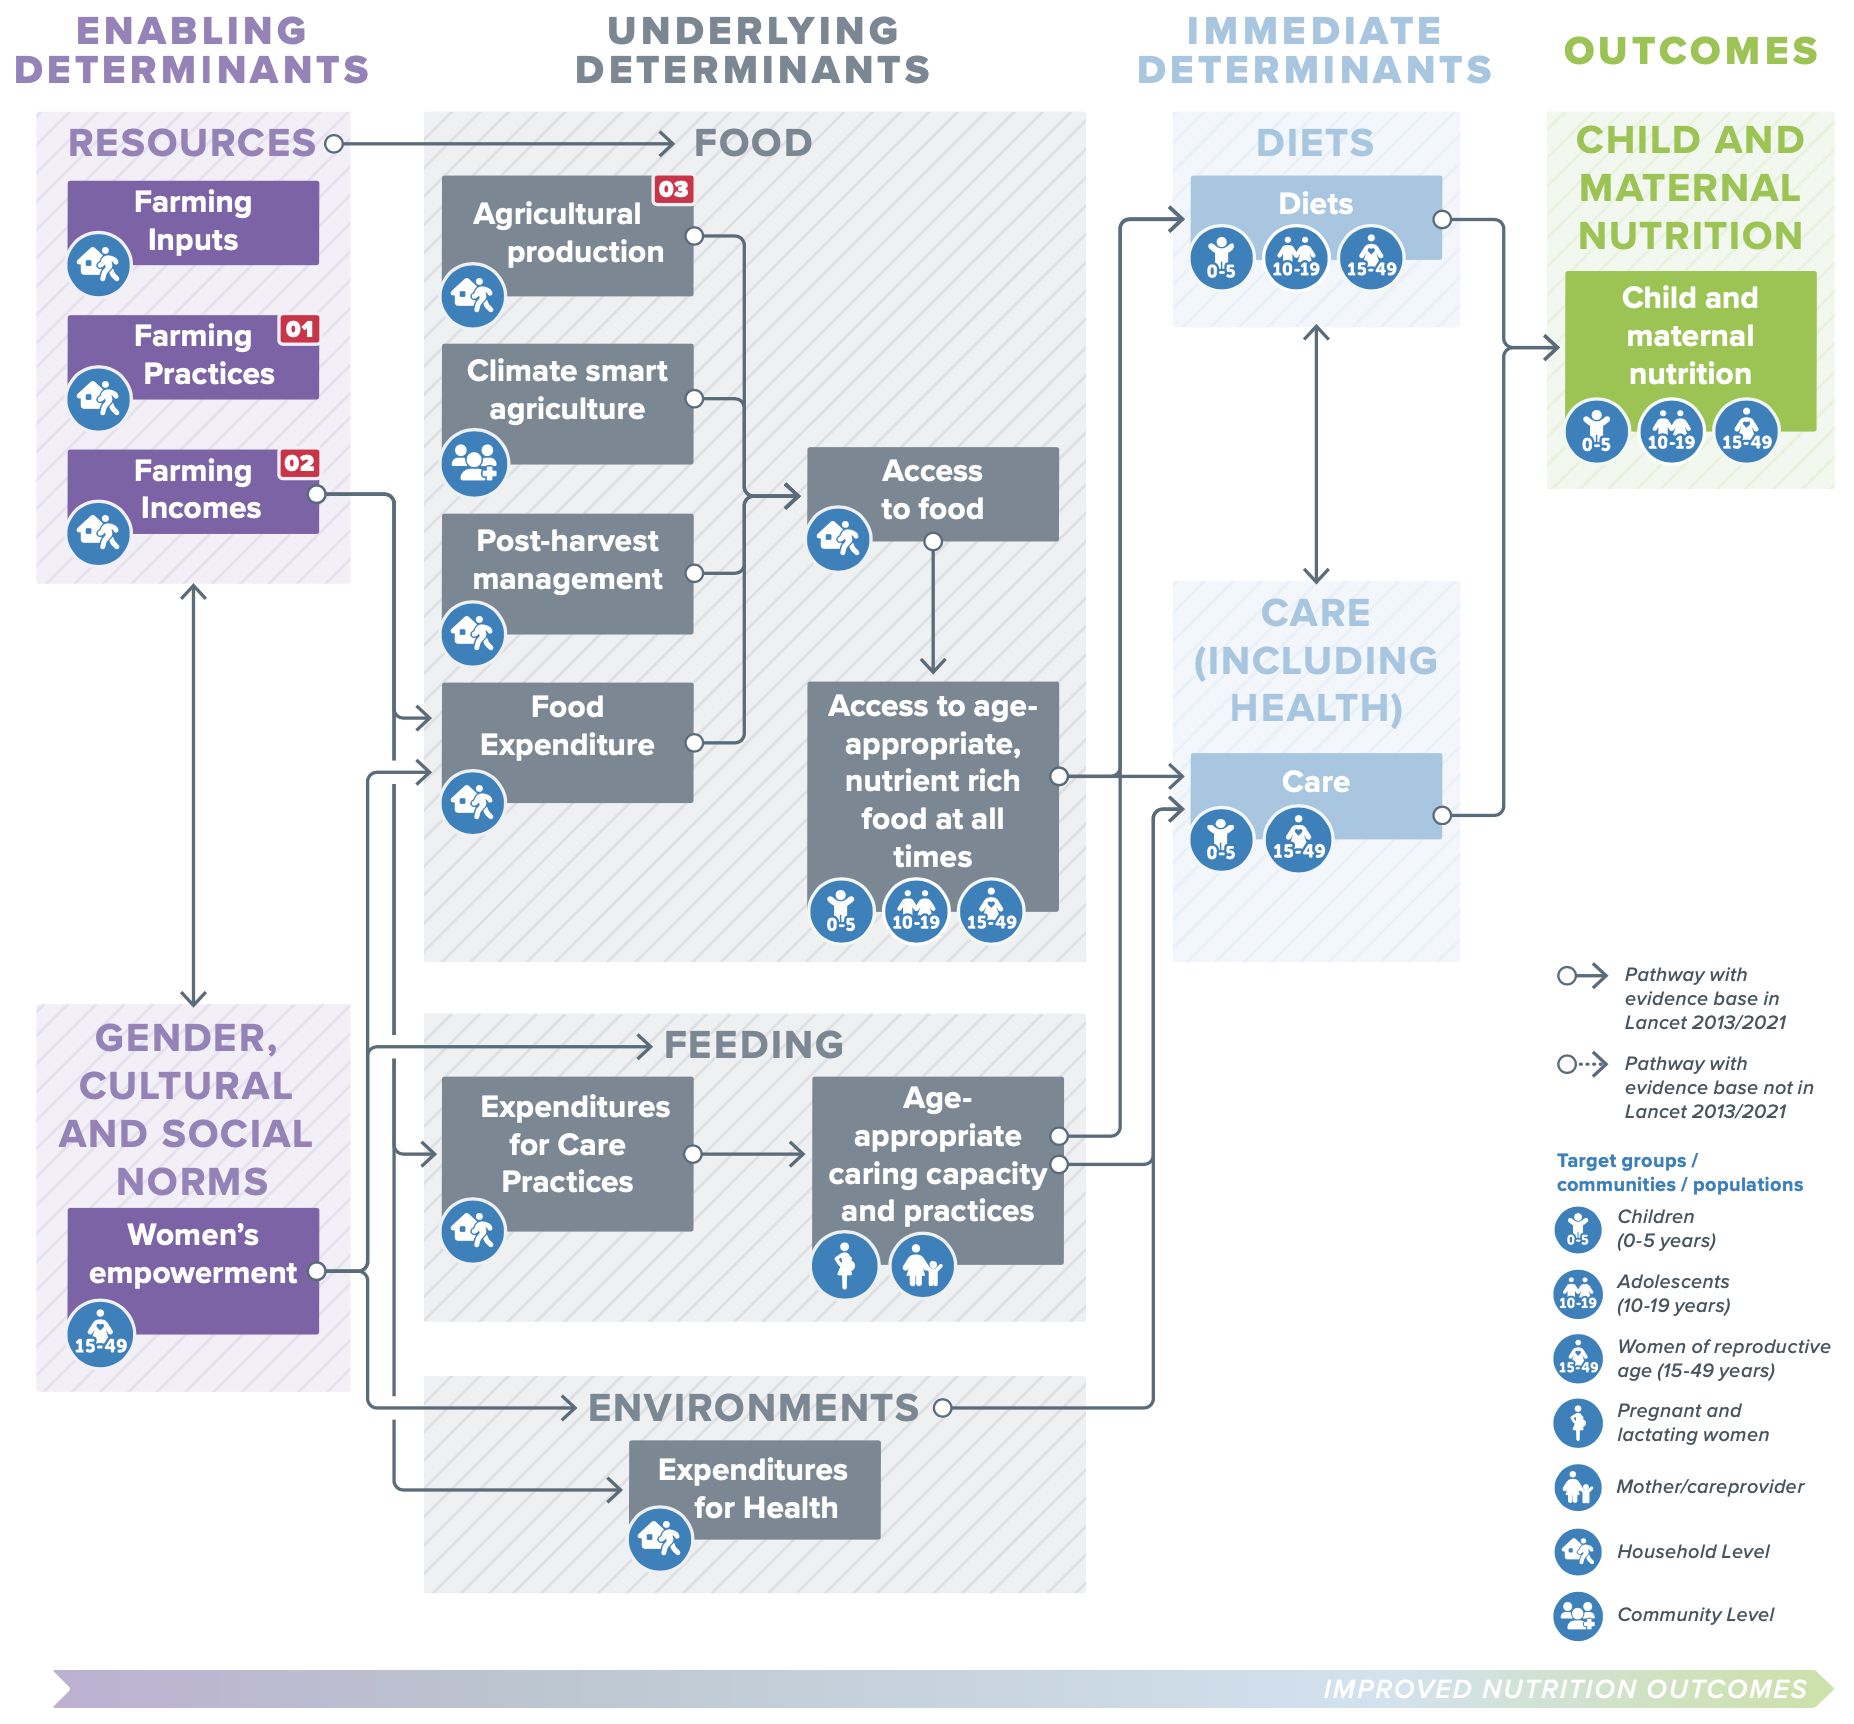 ENABLING
DETERMINANTS
UNDERLYING
DETERMINANTS
IMMEDIATE
DETERMINANTS
OUTCOMES
RESOURCES
Farming
Inputs
Farming
Practices
01
Farming
Incomes
02
GENDER,
CULTURAL
AND SOCIAL
NORMS
Women's
empowerment
15-49
FOOD
Agricultural
production
03
Climate smart
agriculture
Post-harvest
management
Food
Expenditure
Access
to food
Access to age-
appropriate,
nutrient rich
food at all
times
0-5
10-19
15-49
FEEDING
Expenditures
for Care
Practices
Age-
appropriate
caring capacity
and practices
ENVIRONMENTS
Expenditures
for Health
DIETS
Diets
0-5
10-19
15-49
CARE
(INCLUDING
HEALTH)
Care
0-5
15-49
CHILD AND
MATERNAL
NUTRITION
Child and
maternal
nutrition
0-5
10-19
15-49
Pathway with
evidence base in
Lancet 2013/2021
Pathway with
evidence base not in
Lancet 2013/2021
Target groups /
communities / populations
0-5
Children
(0-5 years)
10-19
Adolescents
(10-19 years)
15-49
Women of reproductive
age (15-49 years)
Pregnant and
lactating women
Mother/careprovider
Household Level
Community Level
IMPROVED NUTRITION OUTCOMES